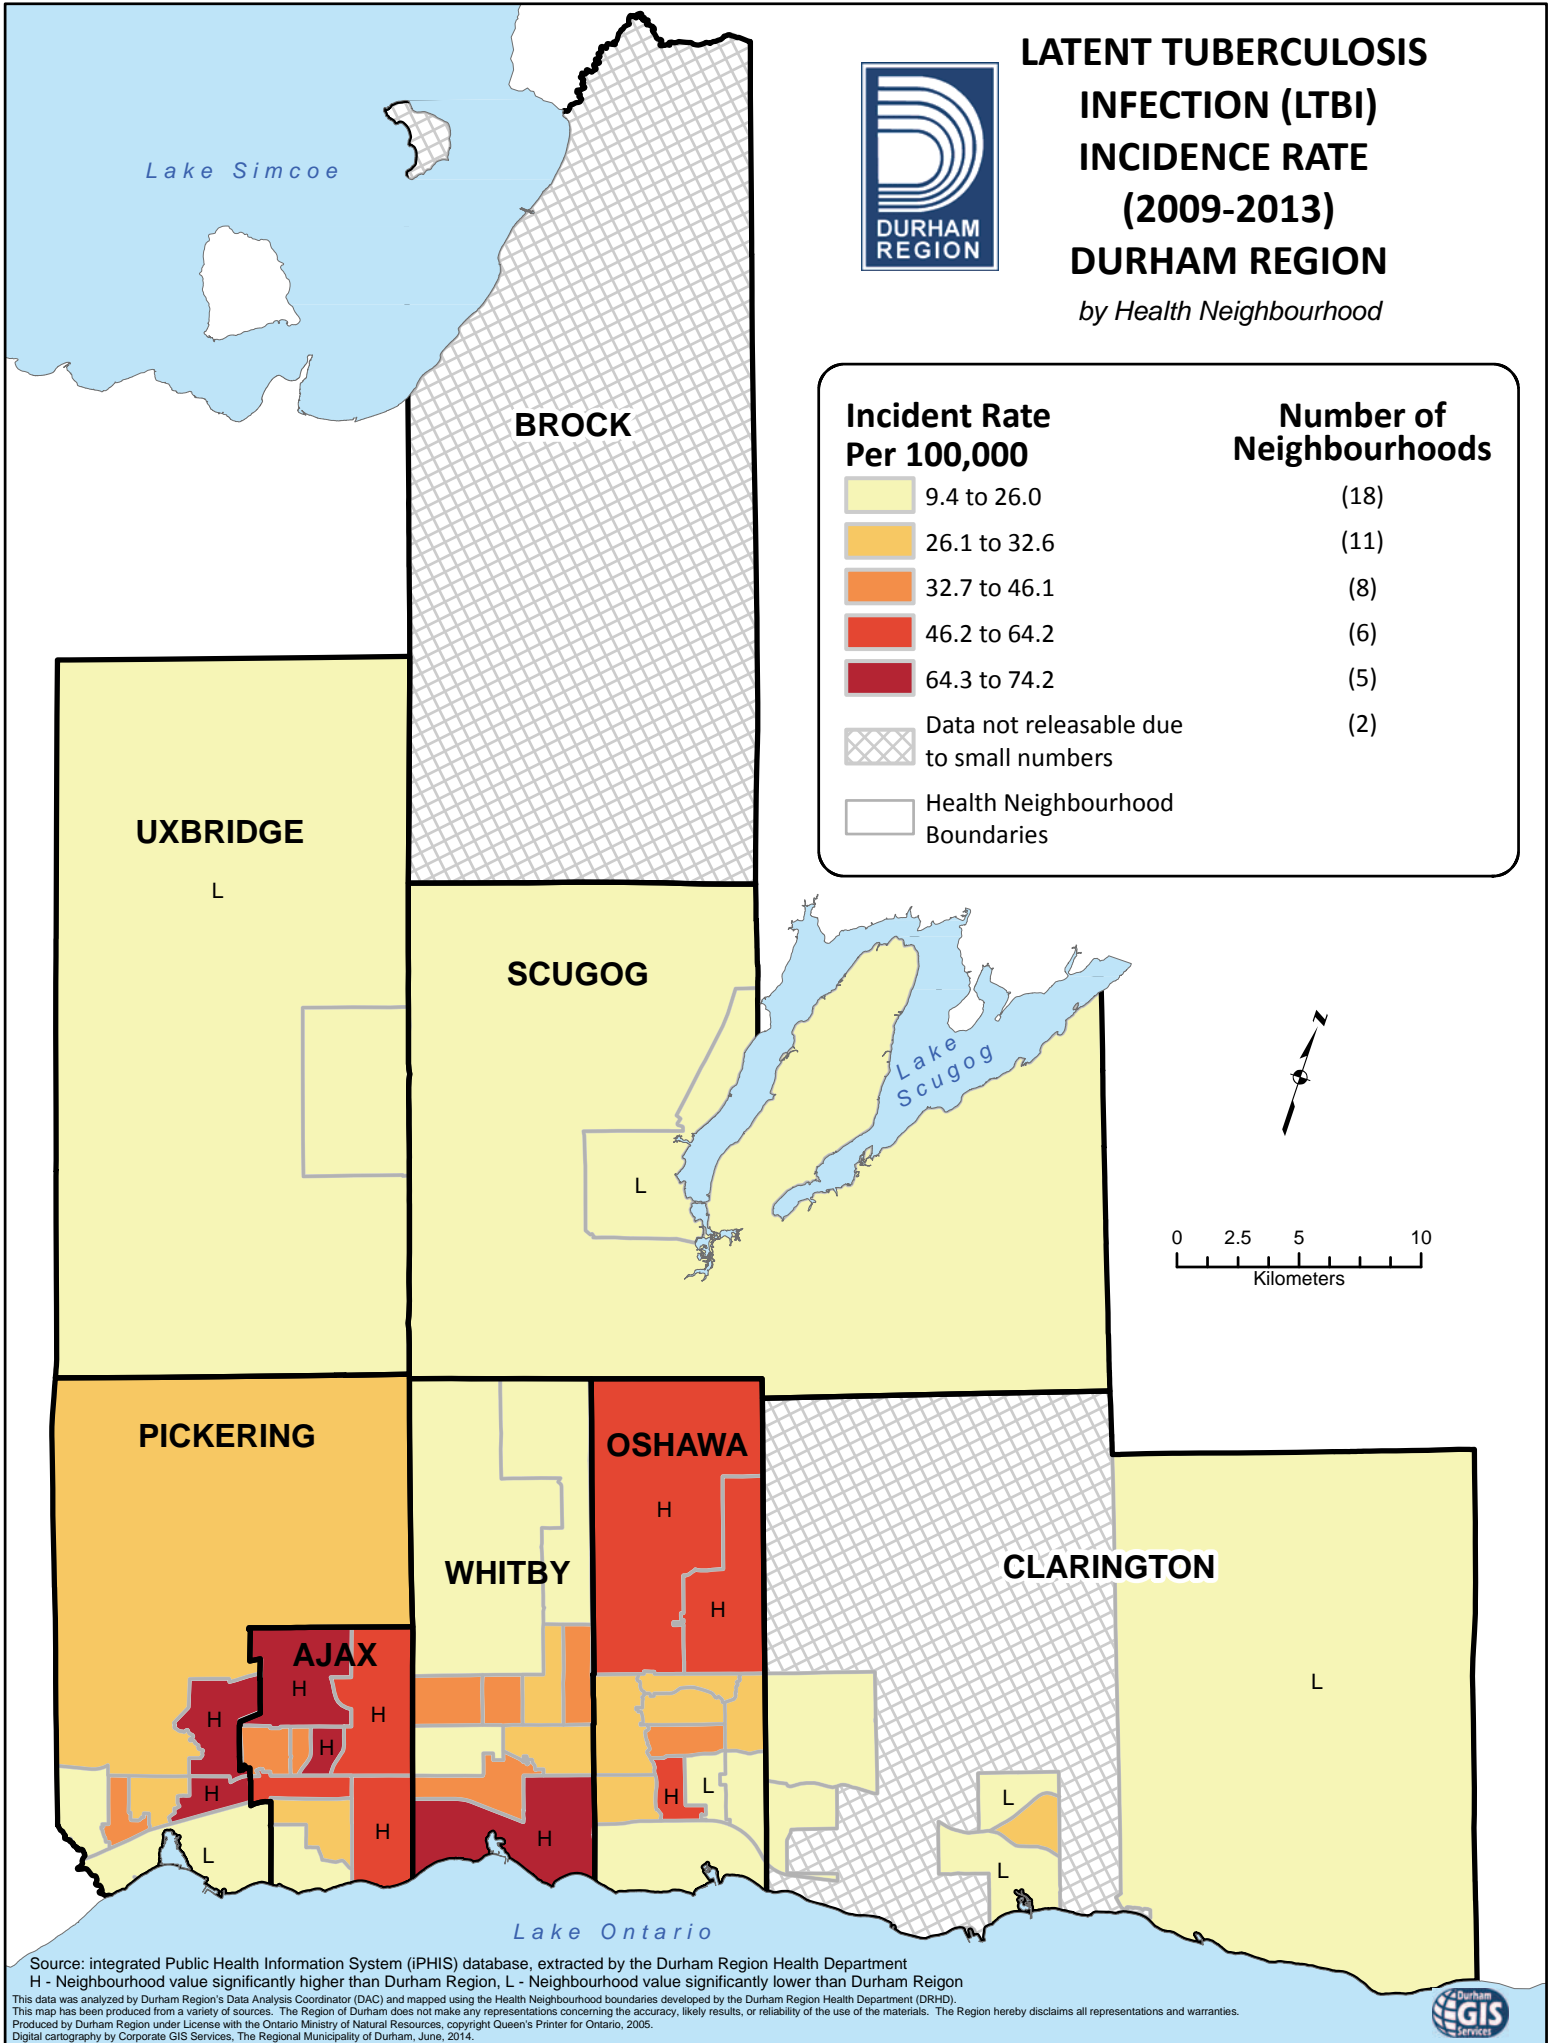 LATENT TUBERCULOSIS
INFECTION (LTBI)
INCIDENCE RATE
(2009-2013)
DURHAM REGION
by Health Neighbourhood
DURHAM
REGION
Lake Simcoe
Incident Rate
Per 100,000
Number of
Neighbourhoods
9.4 to 26.0 (18)
26.1 to 32.6 (11)
32.7 to 46.1 (8)
46.2 to 64.2 (6)
64.3 to 74.2 (5)
Data not releasable due
to small numbers
(2)
Health Neighbourhood
Boundaries
BROCK
UXBRIDGE
L
SCUGOG
L
Lake
Scugog
N
0 2.5 5 10
Kilometers
PICKERING
OSHAWA
H
WHITBY
CLARINGTON
H
AJAX
H
L
H
H
H
H
H
L
L
H
H
H
L
L
Lake Ontario
Source: integrated Public Health Information System (iPHIS) database, extracted by the Durham Region Health Department
H - Neighbourhood value significantly higher than Durham Region, L - Neighbourhood value significantly lower than Durham Reigon
This data was analyzed by Durham Region's Data Analysis Coordinator (DAC) and mapped using the Health Neighbourhood boundaries developed by the Durham Region Health Department (DRHD).
This map has been produced from a variety of sources. The Region of Durham does not make any representations concerning the accuracy, likely results, or reliability of the use of the materials. The Region hereby disclaims all representations and warranties.
Produced by Durham Region under License with the Ontario Ministry of Natural Resources, copyright Queen's Printer for Ontario, 2005.
Digital cartography by Corporate GIS Services, The Regional Municipality of Durham, June, 2014.
Durham
GIS
Services